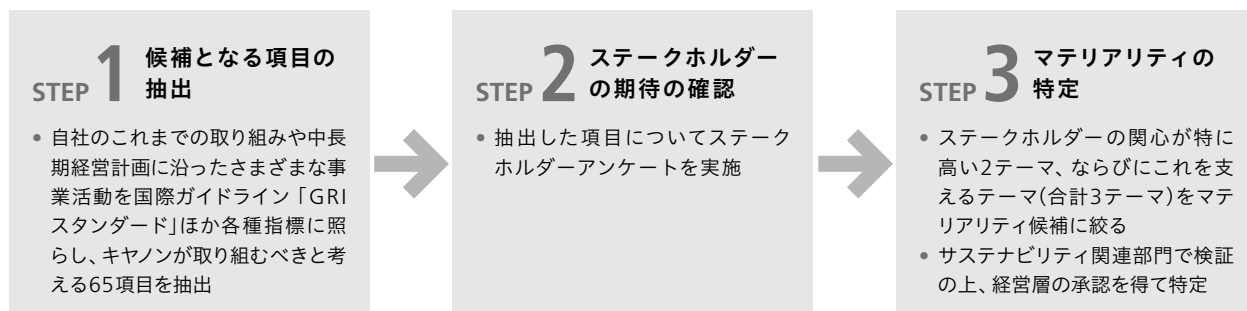 STEP 1 候補となる項目の
抽出
• 自社のこれまでの取り組みや中長
期経営計画に沿ったさまざまな事
業活動を国際ガイドライン「GRI
スタンダード」ほか各種指標に照
らし、キヤノンが取り組むべきと考
える65項目を抽出
STEP 2 ステークホルダー
の期待の確認
• 抽出した項目についてステーク
ホルダーアンケートを実施
STEP 3 マテリアリティの
特定
• ステークホルダーの関心が特に
高い2テーマ、ならびにこれを支
えるテーマ(合計3テーマ)をマテ
リアリティ候補に絞る
• サステナビリティ関連部門で検証
の上、経営層の承認を得て特定